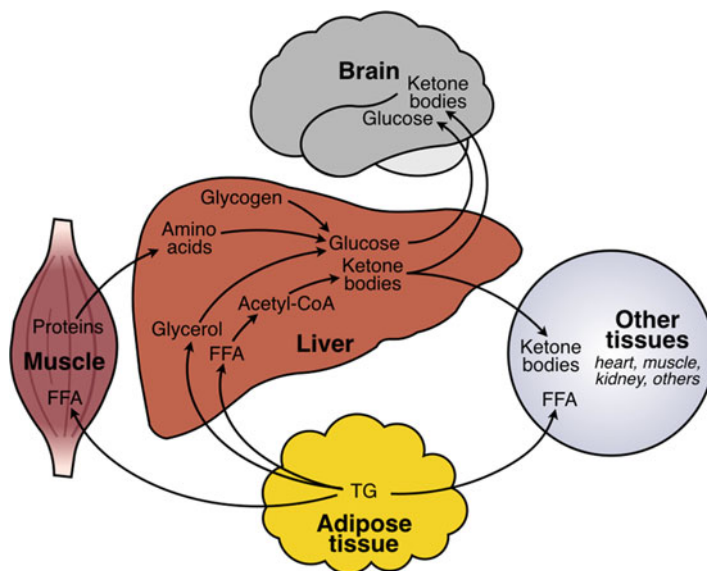 Brain
Ketone
bodies
Glucose
Glycogen
Amino
acids
Glucose
Ketone
bodies
Acetyl-CoA
Glycerol
FFA
Liver
Proteins
Muscle
FFA
Other
tissues
heart, muscle,
kidney, others
Ketone
bodies
FFA
TG
Adipose
tissue